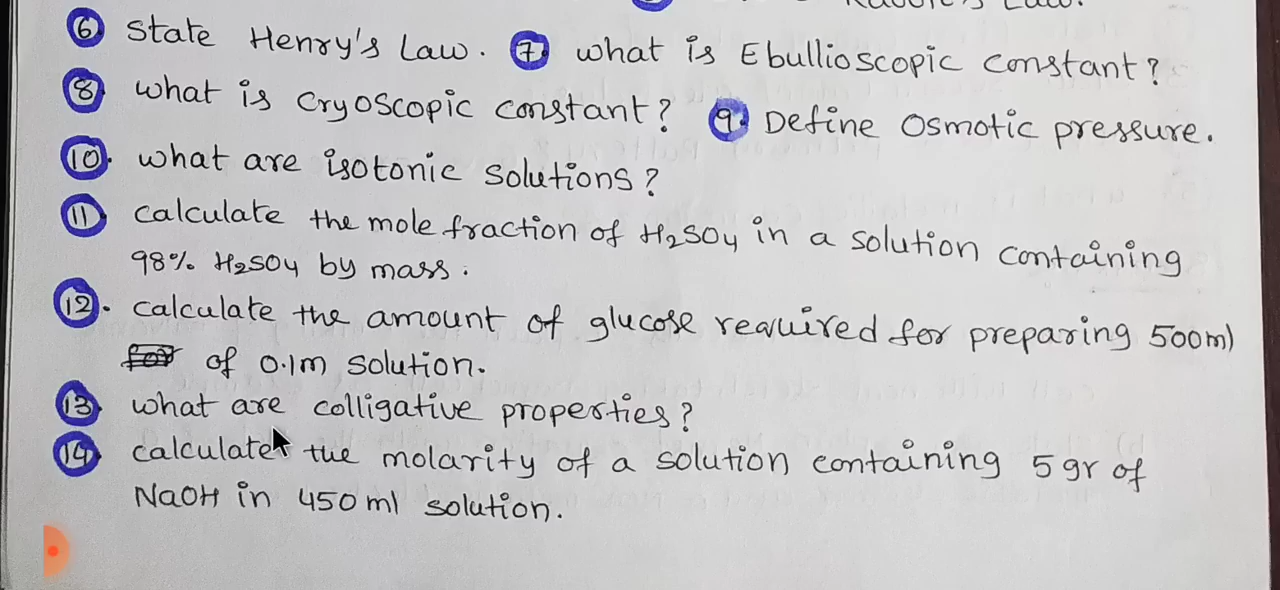 ⑥ State Henry's Law. ⑦ what is Ebullioscopic constant?
⑧ what is cryoscopic constant? ⑨. Define Osmotic pressure.
⑩. what are isotonic solutions?
⑪ calculate the mole fraction of H₂SO₄ in a solution containing
98% H₂SO₄ by mass.
⑫. calculate the amount of glucose required for preparing 500ml
of 0.1M solution.
⑬ what are colligative properties?
⑭ calculate the molarity of a solution containing 5gr of
NaOH in 450ml solution.